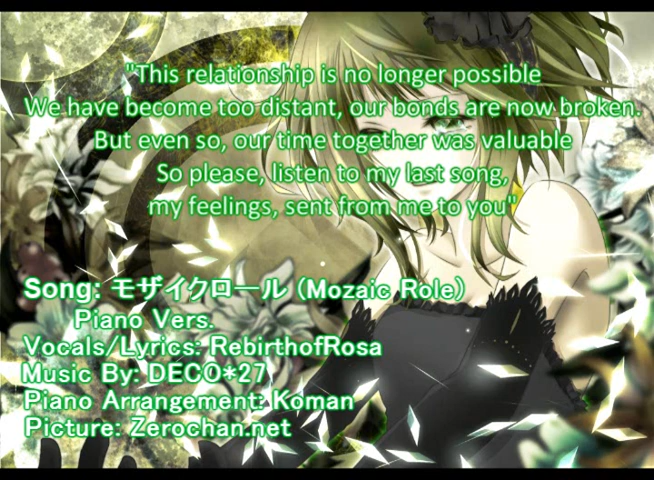 "This relationship is no longer possible
We have become too distant, our bonds are now broken.
But even so, our time together was valuable
So please, listen to my last song,
my feelings, sent from me to you"
Song: モザイクロール (Mozaic Role)
Piano Vers.
Vocals/Lyrics: RebirthofRosa
Music By: DECO*27
Piano Arrangement: Koman
Picture: Zerochan.net